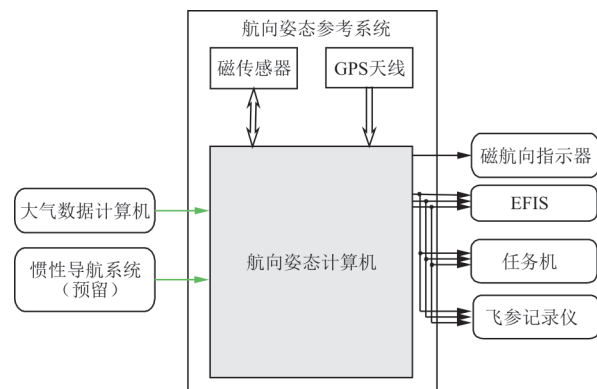 航向姿态参考系统
磁传感器
GPS天线
航向姿态计算机
大气数据计算机
惯性导航系统
（预留）
磁航向指示器
EFIS
任务机
飞参记录仪